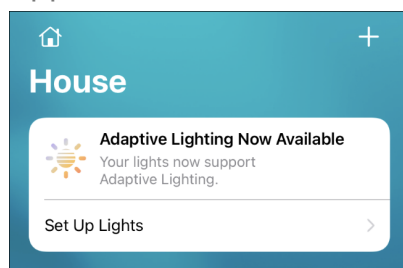 House
Adaptive Lighting Now Available
Your lights now support
Adaptive Lighting.
Set Up Lights